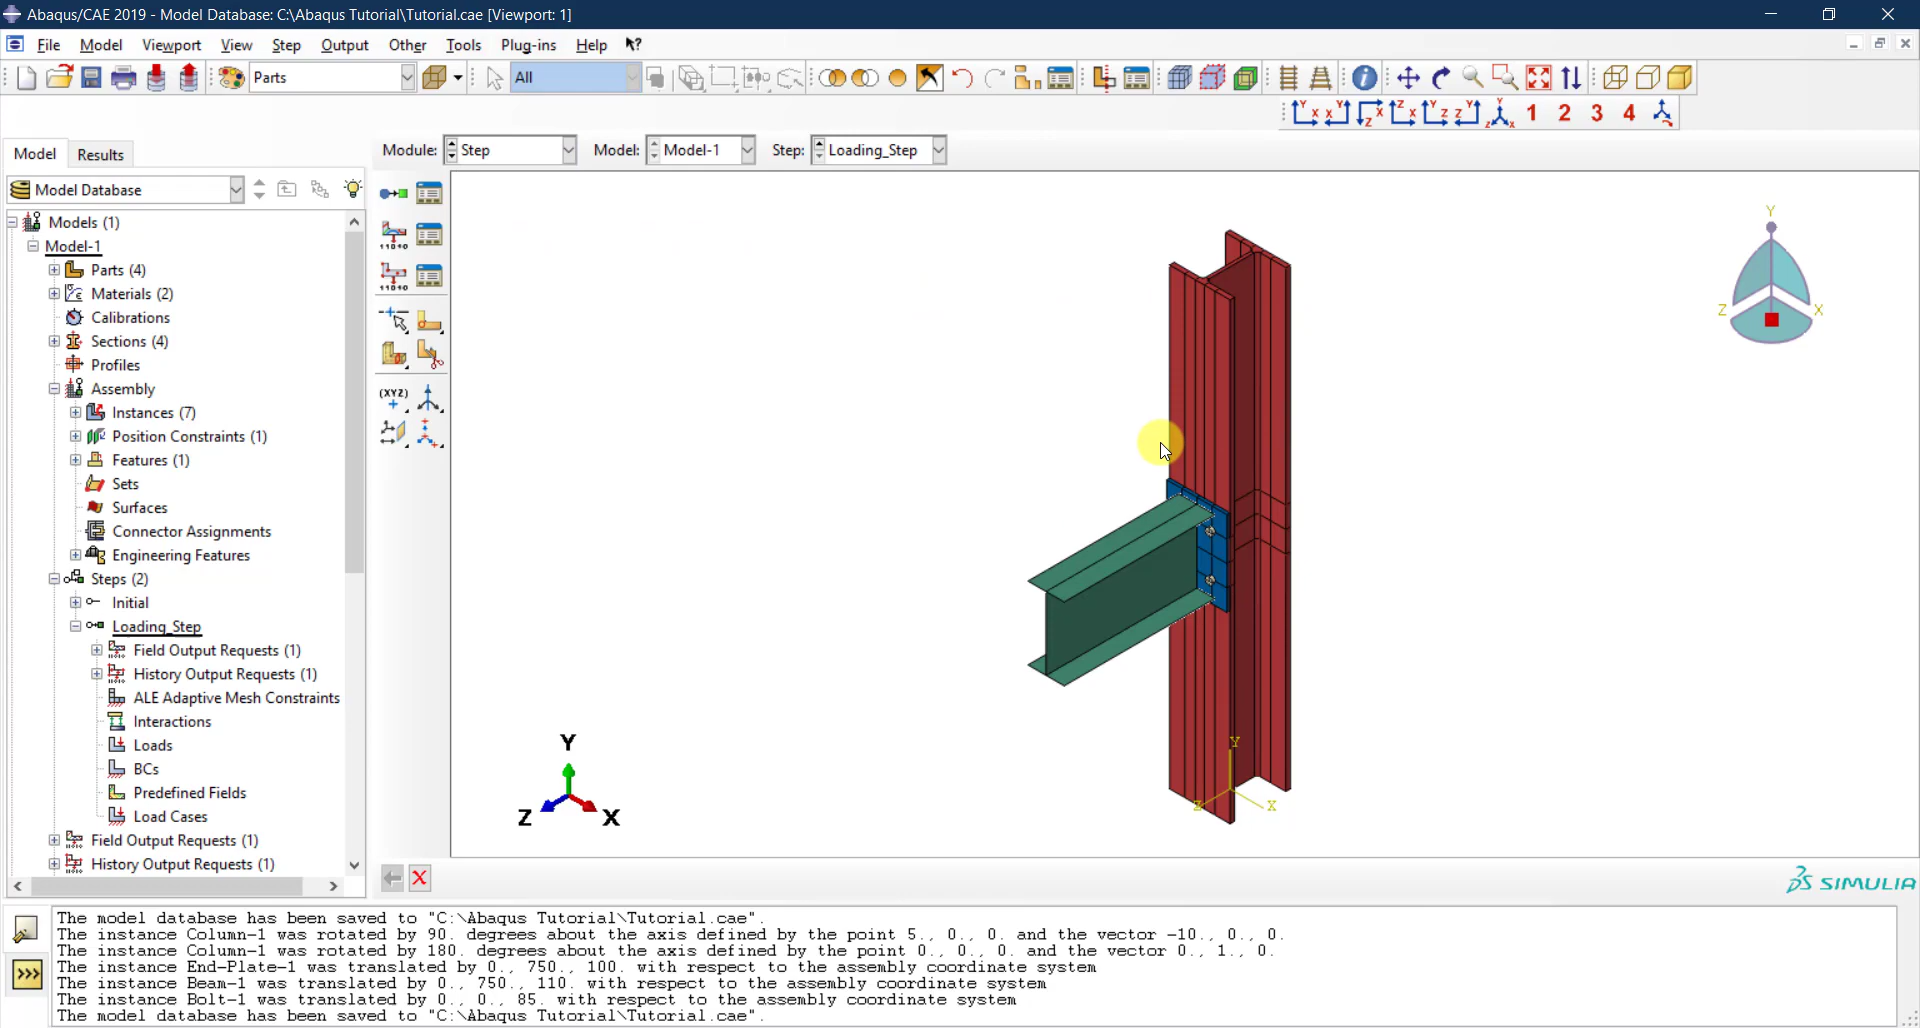 Abaqus/CAE 2019 - Model Database: C:\Abaqus Tutorial\Tutorial.cae [Viewport: 1]
File Model Viewport View Step Output Other Tools Plug-ins Help
Parts All
1 2 3 4
Model Results Module: Step Model: Model-1 Step: Loading_Step
Model Database
Models (1)
Model-1
Parts (4)
Materials (2)
Calibrations
Sections (4)
Profiles
Assembly
Instances (7)
Position Constraints (1)
Features (1)
Sets
Surfaces
Connector Assignments
Engineering Features
Steps (2)
Initial
Loading_Step
Field Output Requests (1)
History Output Requests (1)
ALE Adaptive Mesh Constraints
Interactions
Loads
BCs
Predefined Fields
Load Cases
Field Output Requests (1)
History Output Requests (1)
(XYZ)
Y
Z X
Y
Z X
Y
Z X
SIMULIA
The model database has been saved to "C:\Abaqus Tutorial\Tutorial.cae".
The instance Column-1 was rotated by 90. degrees about the axis defined by the point 5., 0., 0. and the vector -10., 0., 0.
The instance Column-1 was rotated by 180. degrees about the axis defined by the point 0., 0., 0. and the vector 0., 1., 0.
The instance End-Plate-1 was translated by 0., 750., 100. with respect to the assembly coordinate system
The instance Beam-1 was translated by 0., 750., 110. with respect to the assembly coordinate system
The instance Bolt-1 was translated by 0., 0., 85. with respect to the assembly coordinate system
The model database has been saved to "C:\Abaqus Tutorial\Tutorial.cae".